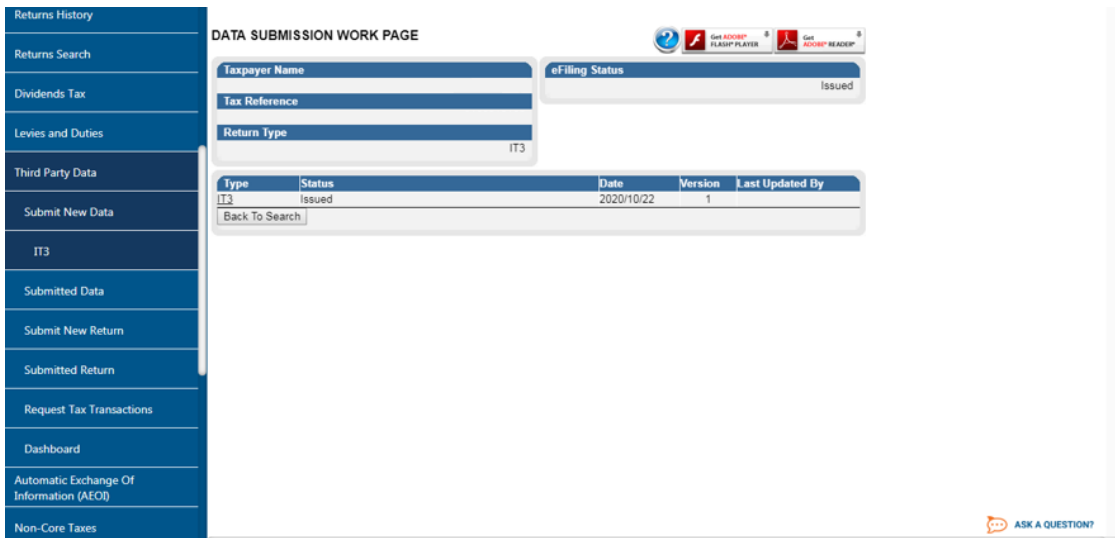 Returns History
Returns Search
Dividends Tax
Levies and Duties
Third Party Data
Submit New Data
IT3
Submitted Data
Submit New Return
Submitted Return
Request Tax Transactions
Dashboard
Automatic Exchange Of
Information (AEOI)
Non-Core Taxes
DATA SUBMISSION WORK PAGE
?
Get ADOBE®
FLASH® PLAYER
Get
ADOBE® READER®
Taxpayer Name
Tax Reference
Return Type
IT3
eFiling Status
Issued
Type Status Date Version Last Updated By
IT3 Issued 2020/10/22 1
Back To Search
ASK A QUESTION?